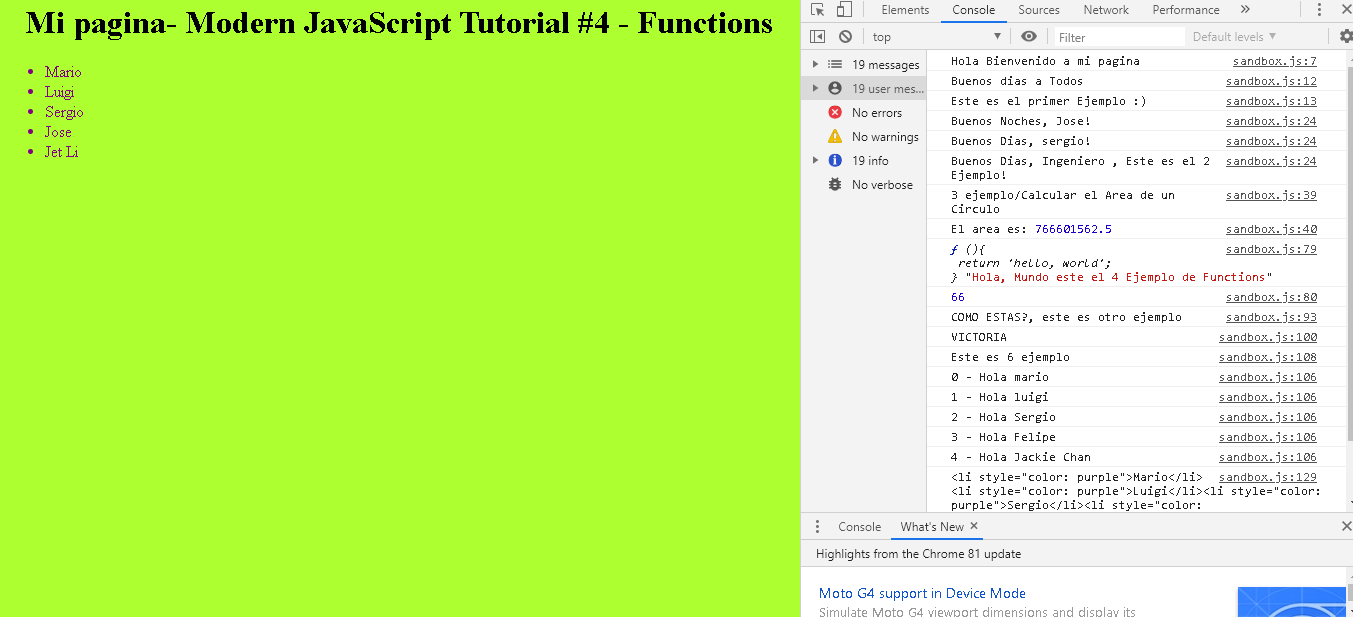 Mi pagina- Modern JavaScript Tutorial #4 - Functions
Mario
Luigi
Sergio
Jose
Jet Li
Elements Console Sources Network Performance »
top Filter Default levels
19 messages
19 user mes...
No errors
No warnings
19 info
No verbose
Hola Bienvenido a mi pagina sandbox.js:7
Buenos dias a Todos sandbox.js:12
Este es el primer Ejemplo :) sandbox.js:13
Buenos Noches, Jose! sandbox.js:24
Buenos Dias, sergio! sandbox.js:24
Buenos Dias, Ingeniero , Este es el 2 sandbox.js:24
Ejemplo!
3 ejemplo/Calcular el Area de un sandbox.js:39
Circulo
El area es: 766601562.5 sandbox.js:40
ƒ (){ sandbox.js:79
return 'hello, world';
} "Hola, Mundo este el 4 Ejemplo de Functions"
66 sandbox.js:80
COMO ESTAS?, este es otro ejemplo sandbox.js:93
VICTORIA sandbox.js:100
Este es 6 ejemplo sandbox.js:108
0 - Hola mario sandbox.js:106
1 - Hola luigi sandbox.js:106
2 - Hola Sergio sandbox.js:106
3 - Hola Felipe sandbox.js:106
4 - Hola Jackie Chan sandbox.js:106
<li style="color: purple">Mario</li> sandbox.js:129
<li style="color: purple">Luigi</li><li style="color:
purple">Sergio</li><li style="color:
Console What's New ×
Highlights from the Chrome 81 update
Moto G4 support in Device Mode
Simulate Moto G4 viewport dimensions and display its